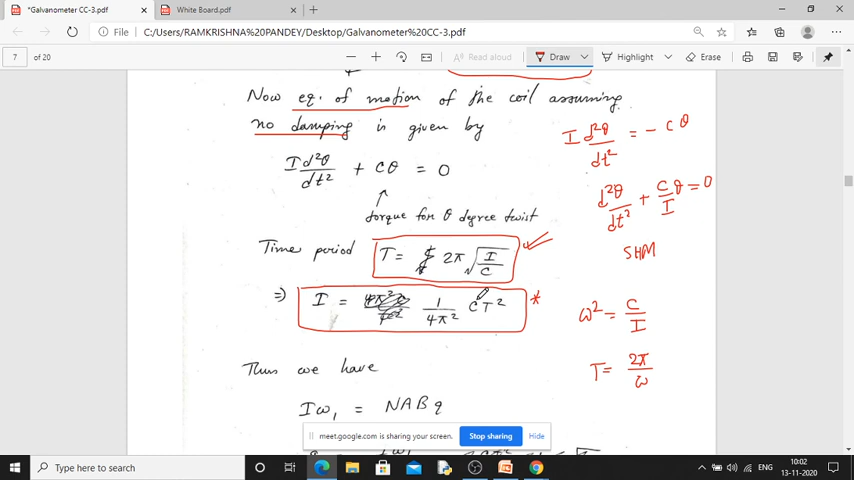 *Galvanometer CC-3.pdf
White Board.pdf
C:/Users/RAMKRISHNA%20PANDEY/Desktop/Galvanometer%20CC-3.pdf
7 of 20
Read aloud
Draw
Highlight
Erase
Now eq. of motion of the coil assuming
no damping is given by
I d²θ/dt² + Cθ = 0
torque for θ degree twist
Time period T = 2π √(I/C)
⇒ I = 1/4π² CT²
Thus we have
Iω₁ = NABq
I d²θ/dt² = - Cθ
d²θ/dt² + C/I θ = 0
SHM
ω² = C/I
T = 2π/ω
meet.google.com is sharing your screen.
Stop sharing
Hide
Type here to search
ENG
10:02
13-11-2020